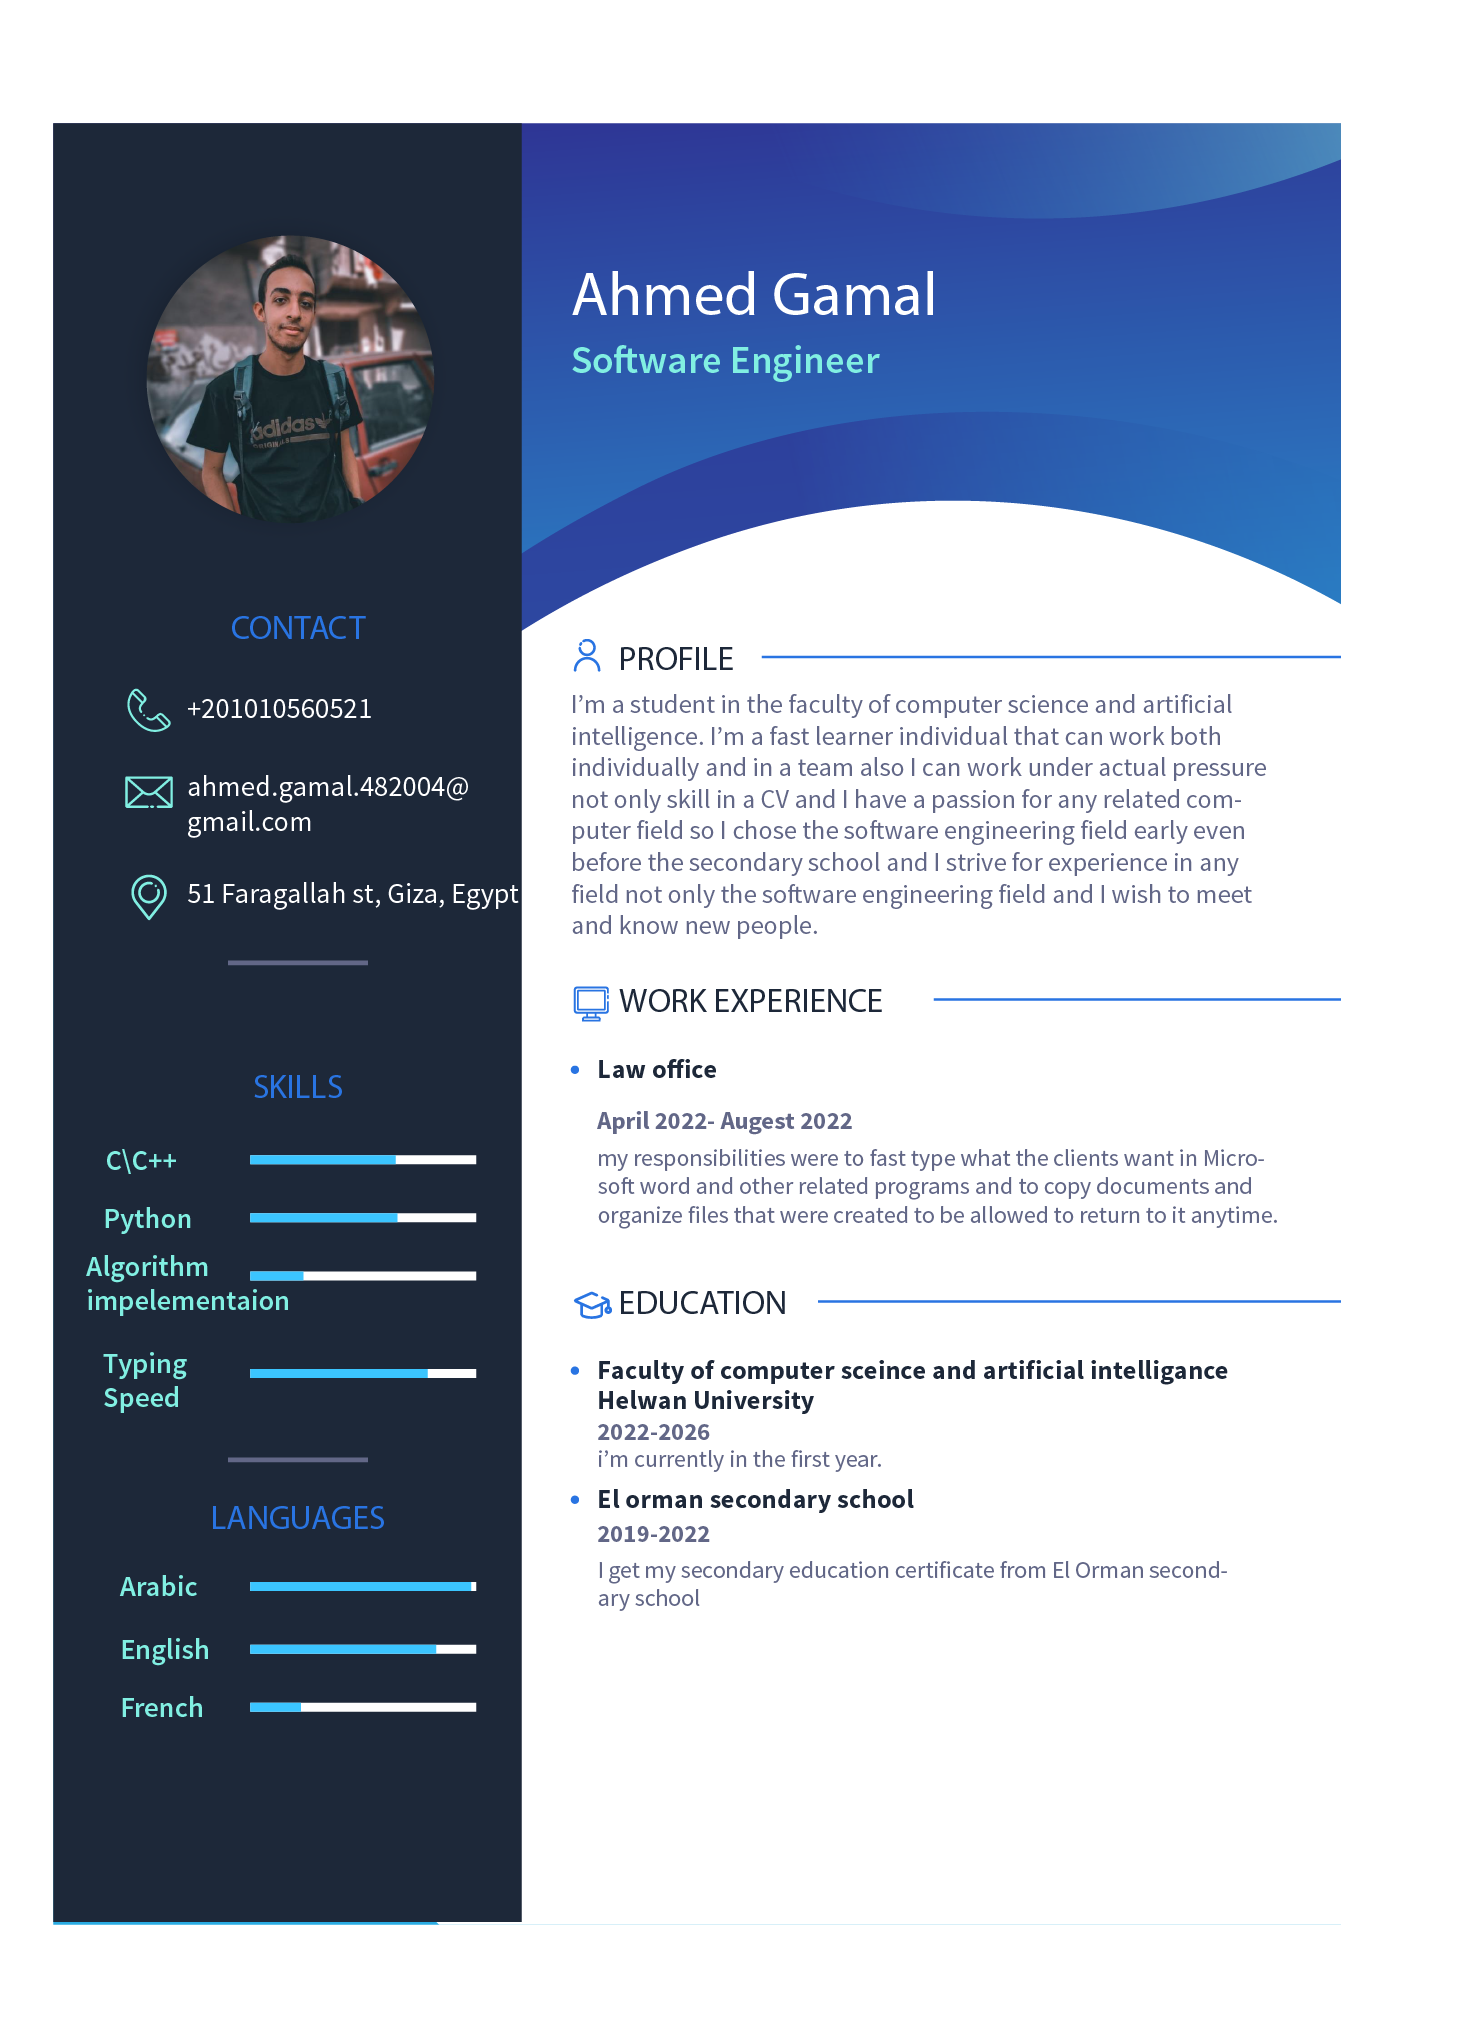 Ahmed Gamal
Software Engineer
adidas
ORIGINALS
CONTACT
+201010560521
ahmed.gamal.482004@
gmail.com
51 Faragallah st, Giza, Egypt
SKILLS
C\C++
Python
Algorithm
impelementaion
Typing
Speed
LANGUAGES
Arabic
English
French
PROFILE
I’m a student in the faculty of computer science and artificial
intelligence. I’m a fast learner individual that can work both
individually and in a team also I can work under actual pressure
not only skill in a CV and I have a passion for any related com-
puter field so I chose the software engineering field early even
before the secondary school and I strive for experience in any
field not only the software engineering field and I wish to meet
and know new people.
WORK EXPERIENCE
Law office
April 2022- Augest 2022
my responsibilities were to fast type what the clients want in Micro-
soft word and other related programs and to copy documents and
organize files that were created to be allowed to return to it anytime.
EDUCATION
Faculty of computer sceince and artificial intelligance
Helwan University
2022-2026
i’m currently in the first year.
El orman secondary school
2019-2022
I get my secondary education certificate from El Orman second-
ary school